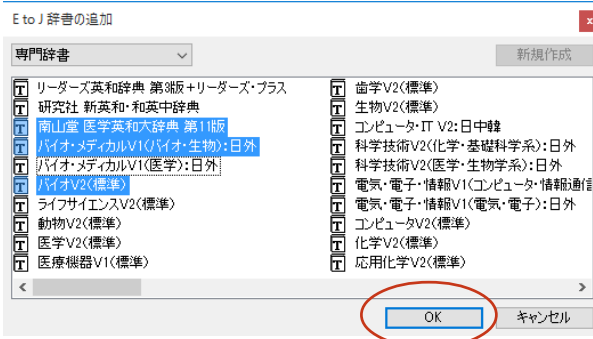 E to J 辞書の追加
x
専門辞書
新規作成
リーダーズ英和辞典 第3版+リーダーズ・プラス
研究社 新英和・和英中辞典
南山堂 医学英和大辞典 第11版
バイオ・メディカルV1(バイオ・生物):日外
バイオ・メディカルV1(医学):日外
バイオV2(標準)
ライフサイエンスV2(標準)
動物V2(標準)
医学V2(標準)
医療機器V1(標準)
歯学V2(標準)
生物V2(標準)
コンピュータ・IT V2:日中韓
科学技術V2(化学・基礎科学系):日外
科学技術V2(医学・生物学系):日外
電気・電子・情報V1(コンピュータ・情報通信
電気・電子・情報V1(電気・電子):日外
コンピュータV2(標準)
化学V2(標準)
応用化学V2(標準)
OK
キャンセル